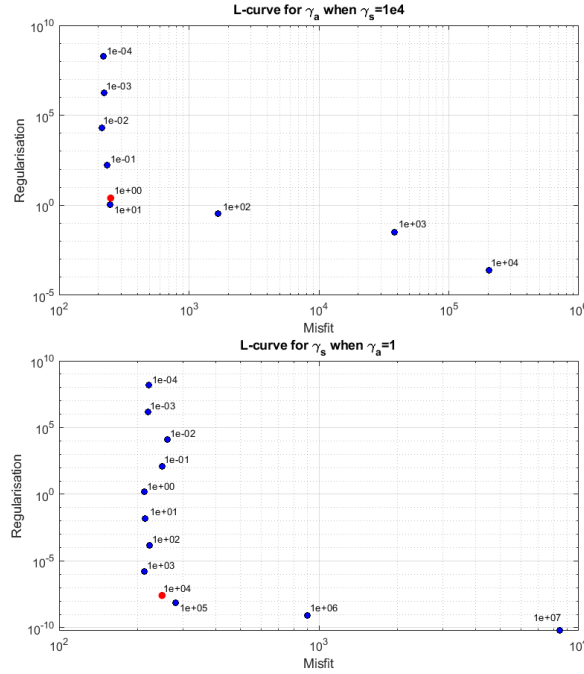 L-curve for γa when γs=1e4
10^10
1e-04
1e-03
10^5
1e-02
1e-01
1e+00
10^0
1e+01
1e+02
1e+03
1e+04
10^-5
10^2
10^3
10^4
10^5
10^6
Regularisation
Misfit
L-curve for γs when γa=1
10^10
1e-04
1e-03
10^5
1e-02
1e-01
10^0
1e+00
1e+01
1e+02
10^-5
1e+03
1e+04
1e+05
1e+06
1e+07
10^-10
10^2
10^3
10^4
Regularisation
Misfit